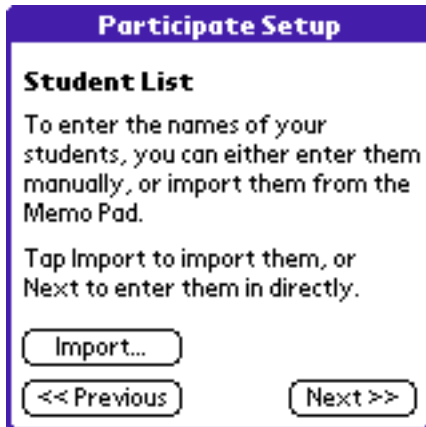 Participate Setup
Student List
To enter the names of your
students, you can either enter them
manually, or import them from the
Memo Pad.
Tap Import to import them, or
Next to enter them in directly.
Import...
<< Previous
Next >>